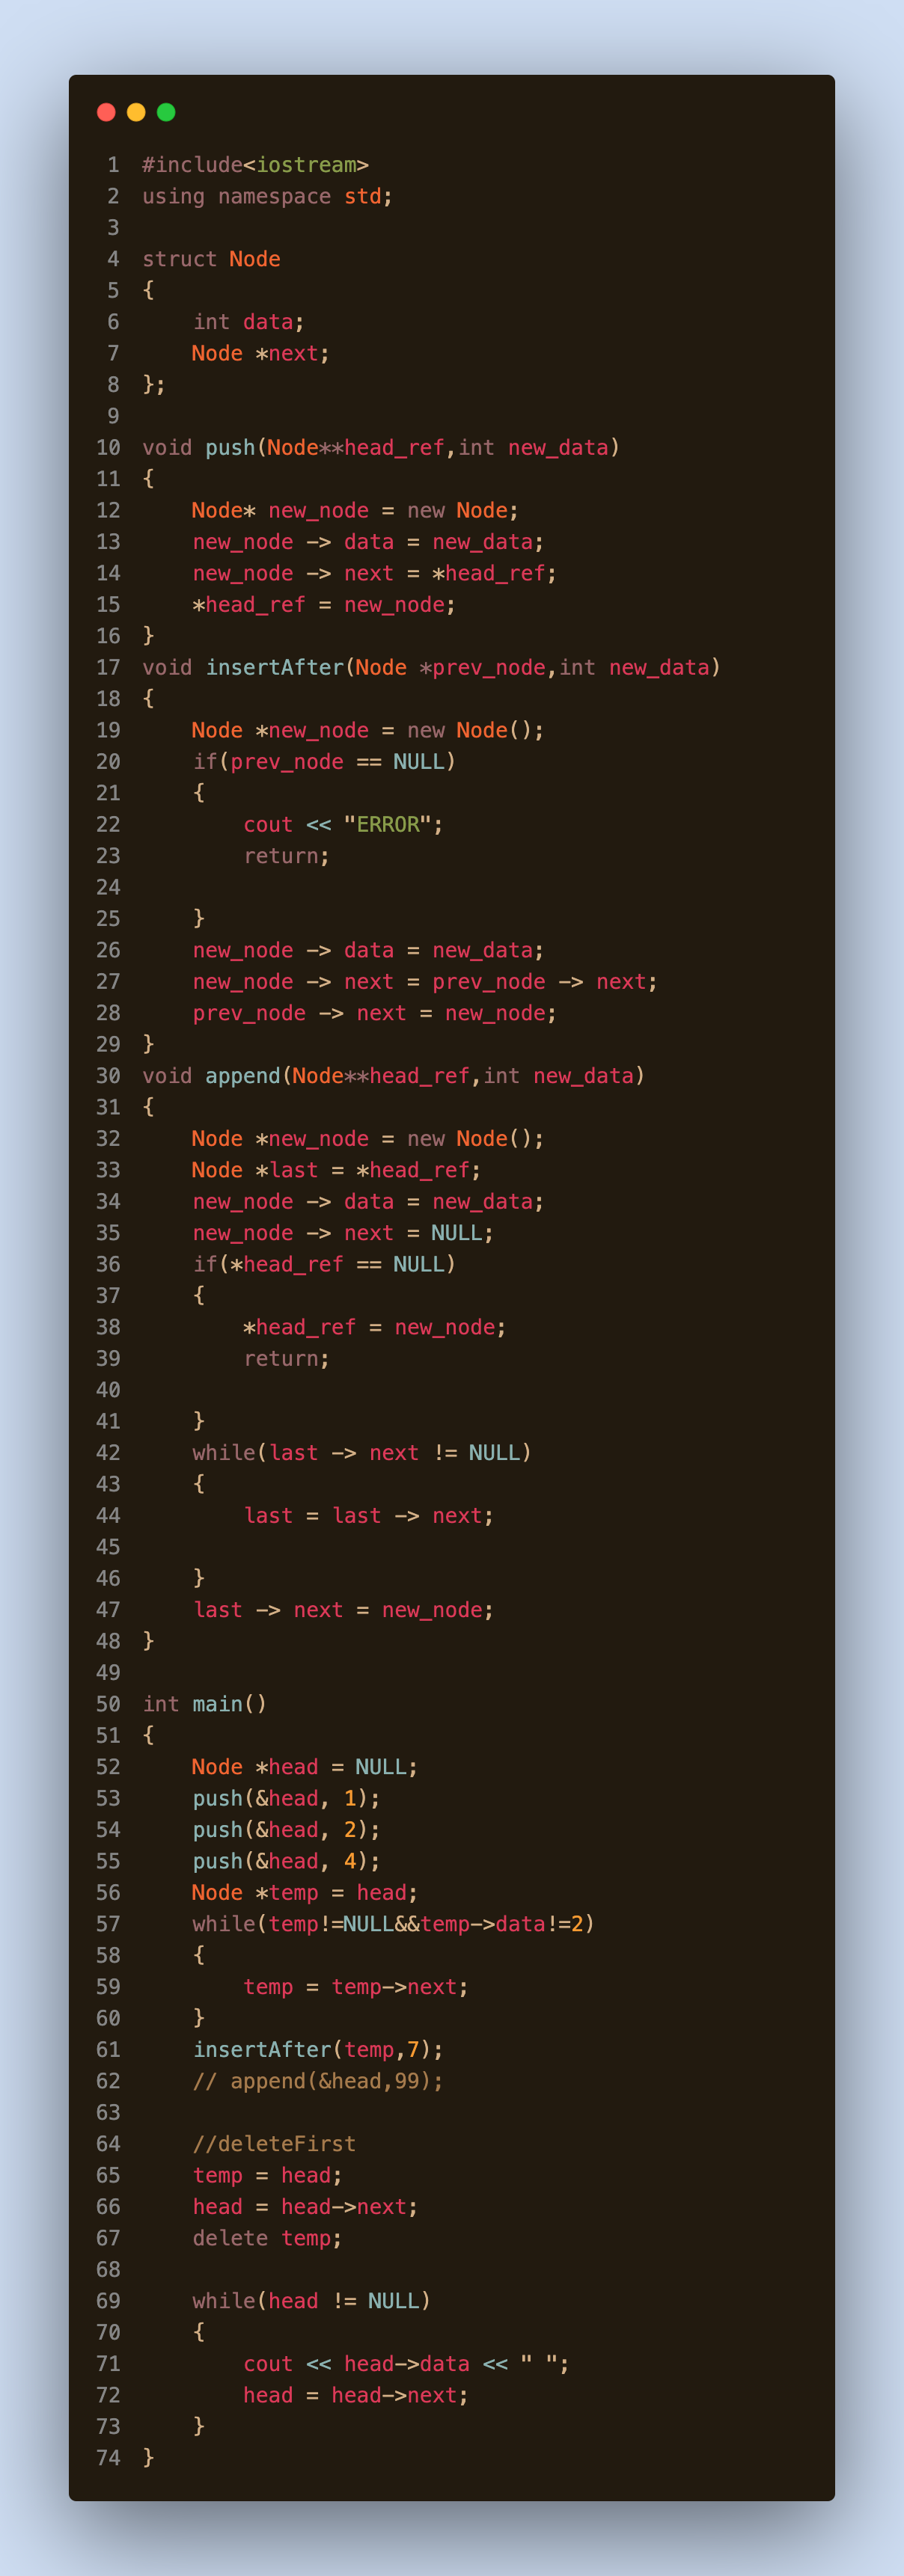 1 #include<iostream>
2 using namespace std;
3
4 struct Node
5 {
6     int data;
7     Node *next;
8 };
9
10 void push(Node**head_ref,int new_data)
11 {
12     Node* new_node = new Node;
13     new_node -> data = new_data;
14     new_node -> next = *head_ref;
15     *head_ref = new_node;
16 }
17 void insertAfter(Node *prev_node,int new_data)
18 {
19     Node *new_node = new Node();
20     if(prev_node == NULL)
21     {
22         cout << "ERROR";
23         return;
24
25     }
26     new_node -> data = new_data;
27     new_node -> next = prev_node -> next;
28     prev_node -> next = new_node;
29 }
30 void append(Node**head_ref,int new_data)
31 {
32     Node *new_node = new Node();
33     Node *last = *head_ref;
34     new_node -> data = new_data;
35     new_node -> next = NULL;
36     if(*head_ref == NULL)
37     {
38         *head_ref = new_node;
39         return;
40
41     }
42     while(last -> next != NULL)
43     {
44         last = last -> next;
45
46     }
47     last -> next = new_node;
48 }
49
50 int main()
51 {
52     Node *head = NULL;
53     push(&head, 1);
54     push(&head, 2);
55     push(&head, 4);
56     Node *temp = head;
57     while(temp!=NULL&&temp->data!=2)
58     {
59         temp = temp->next;
60     }
61     insertAfter(temp,7);
62     // append(&head,99);
63
64     //deleteFirst
65     temp = head;
66     head = head->next;
67     delete temp;
68
69     while(head != NULL)
70     {
71         cout << head->data << " ";
72         head = head->next;
73     }
74 }